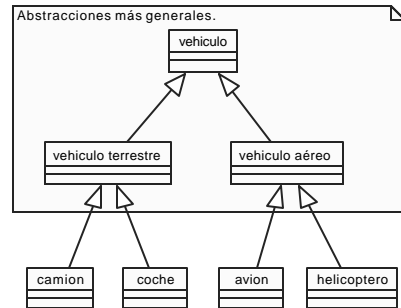 Abstracciones más generales.
vehiculo
vehiculo terrestre
vehiculo aéreo
camion
coche
avion
helicoptero